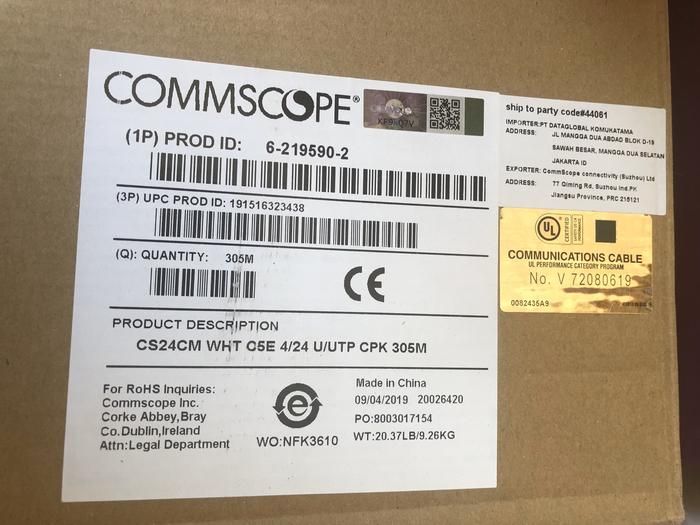 COMMSCOPE®
(1P) PROD ID: 6-219590-2
(3P) UPC PROD ID: 191516323438
(Q): QUANTITY: 305M
CE
PRODUCT DESCRIPTION
CS24CM WHT C5E 4/24 U/UTP CPK 305M
For RoHS Inquiries:
Commscope Inc.
Corke Abbey,Bray
Co.Dublin,Ireland
Attn:Legal Department
e
WO:NFK3610
Made in China
09/04/2019 20026420
PO:8003017154
WT:20.37LB/9.26KG
ship to party code#44081
IMPORTER:PT DATAGLOBAL KOMUKATAMA
ADDRESS: JL MANGGA DUA ABDAD BLOK D-19
SAWAH BESAR, MANGGA DUA SELATAN
JAKARTA ID
EXPORTER: CommScope connectivity (Suzhou) Ltd
ADDRESS: 77 Qiming Rd, Suzhou Ind.PK
Jiangsu Province, PRC 215121
UL
CERTIFIED
COMMUNICATIONS CABLE
UL PERFORMANCE CATEGORY PROGRAM
No. V 72080619
0082435A9